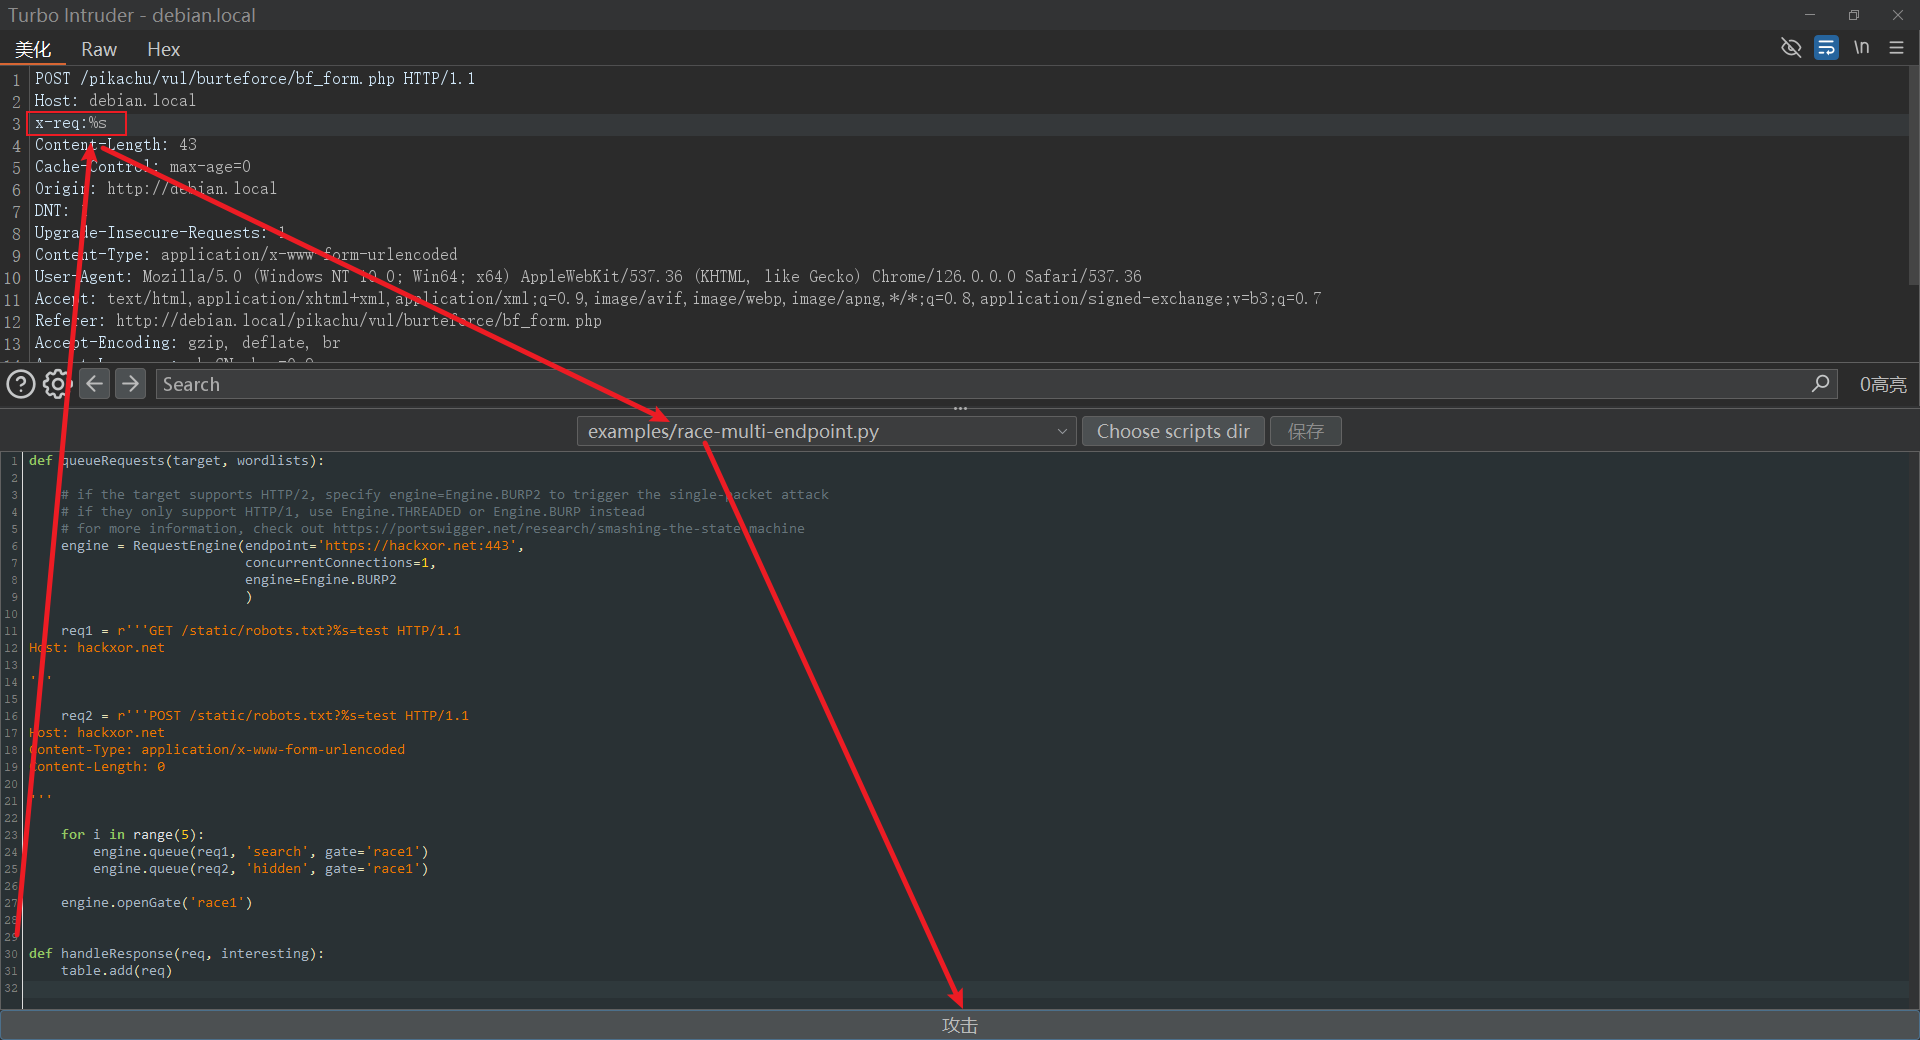 Turbo Intruder - debian.local
美化 Raw Hex
\n
1 POST /pikachu/vul/burteforce/bf_form.php HTTP/1.1
2 Host: debian.local
3 x-req:%s
4 Content-Length: 43
5 Cache-Control: max-age=0
6 Origin: http://debian.local
7 DNT:
8 Upgrade-Insecure-Requests: 1
9 Content-Type: application/x-www-form-urlencoded
10 User-Agent: Mozilla/5.0 (Windows NT 10.0; Win64; x64) AppleWebKit/537.36 (KHTML, like Gecko) Chrome/126.0.0.0 Safari/537.36
11 Accept: text/html,application/xhtml+xml,application/xml;q=0.9,image/avif,image/webp,image/apng,*/*;q=0.8,application/signed-exchange;v=b3;q=0.7
12 Referer: http://debian.local/pikachu/vul/burteforce/bf_form.php
13 Accept-Encoding: gzip, deflate, br
Search 0高亮
examples/race-multi-endpoint.py Choose scripts dir 保存
1 def queueRequests(target, wordlists):
2
3 # if the target supports HTTP/2, specify engine=Engine.BURP2 to trigger the single-packet attack
4 # if they only support HTTP/1, use Engine.THREADED or Engine.BURP instead
5 # for more information, check out https://portswigger.net/research/smashing-the-state-machine
6 engine = RequestEngine(endpoint='https://hackxor.net:443',
7 concurrentConnections=1,
8 engine=Engine.BURP2
9 )
10
11 req1 = r'''GET /static/robots.txt?%s=test HTTP/1.1
12 Host: hackxor.net
13
14 '''
15
16 req2 = r'''POST /static/robots.txt?%s=test HTTP/1.1
17 Host: hackxor.net
18 Content-Type: application/x-www-form-urlencoded
19 Content-Length: 0
20
21 '''
22
23 for i in range(5):
24 engine.queue(req1, 'search', gate='race1')
25 engine.queue(req2, 'hidden', gate='race1')
26
27 engine.openGate('race1')
28
29
30 def handleResponse(req, interesting):
31 table.add(req)
32
攻击